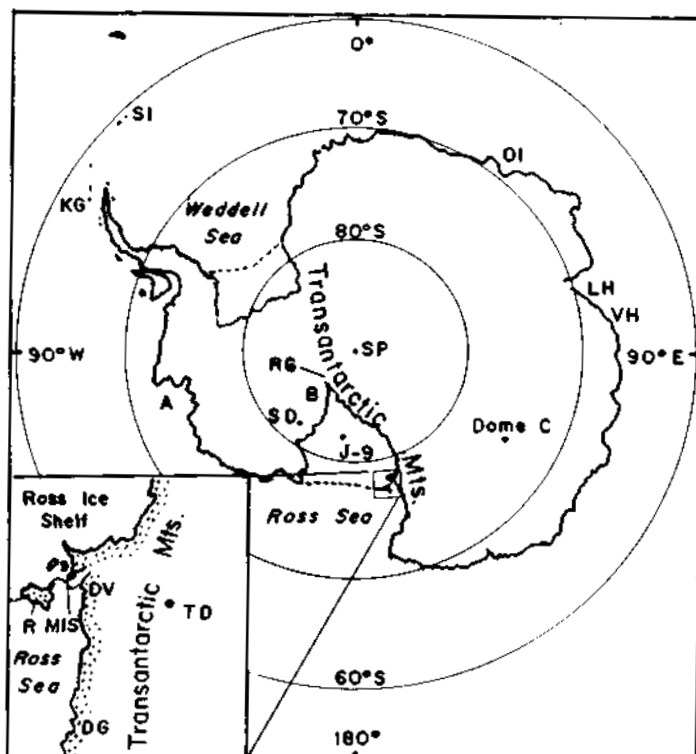 0°
SI
70°S
OI
KG
Weddell
Sea
80°S
LH
VH
Transantarctic
Mts.
90°W
SP
90°E
RG
B
A
SD
Dome C
J-9
Ross Sea
Ross Ice
Shelf
Mts.
DV
TD
R MIS
Transantarctic
Ross
Sea
DG
60°S
180°